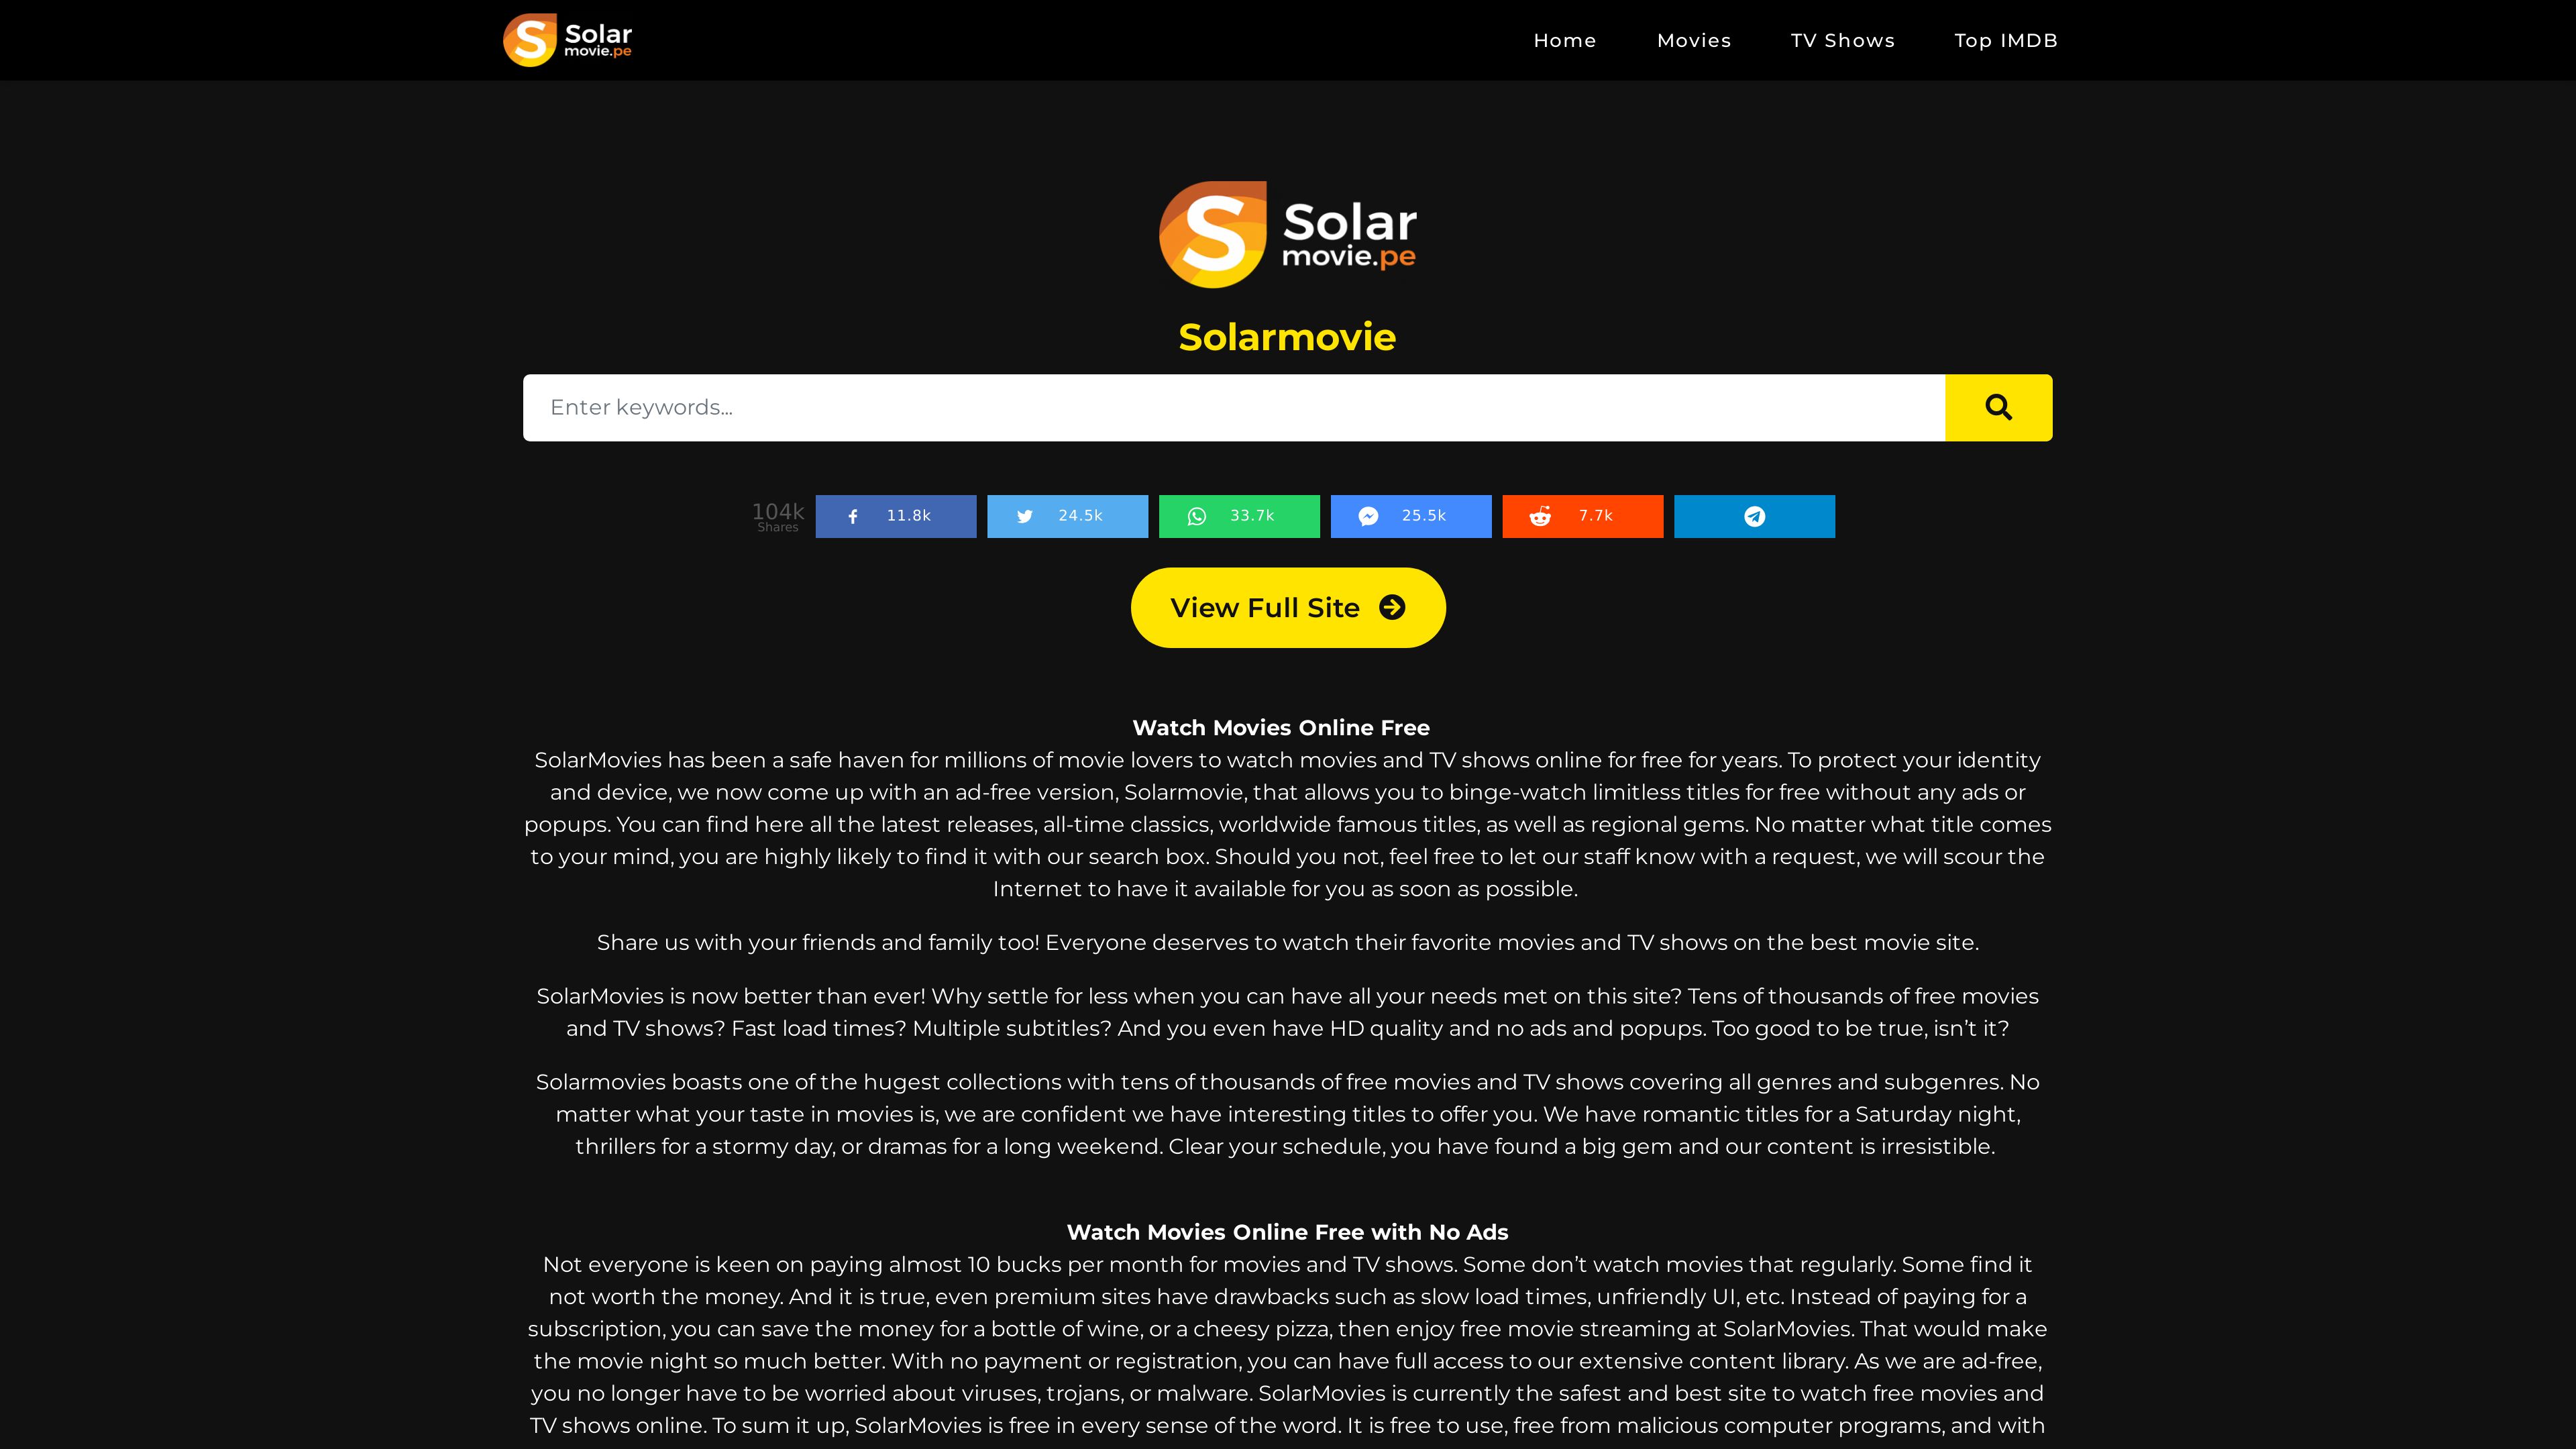 Solar
movie.pe
Home
Movies
TV Shows
Top IMDB
S
Solar
movie.pe
Solarmovie
Enter keywords...
104k
Shares
11.8k
24.5k
33.7k
25.5k
7.7k
View Full Site
Watch Movies Online Free
SolarMovies has been a safe haven for millions of movie lovers to watch movies and TV shows online for free for years. To protect your identity
and device, we now come up with an ad-free version, Solarmovie, that allows you to binge-watch limitless titles for free without any ads or
popups. You can find here all the latest releases, all-time classics, worldwide famous titles, as well as regional gems. No matter what title comes
to your mind, you are highly likely to find it with our search box. Should you not, feel free to let our staff know with a request, we will scour the
Internet to have it available for you as soon as possible.
Share us with your friends and family too! Everyone deserves to watch their favorite movies and TV shows on the best movie site.
SolarMovies is now better than ever! Why settle for less when you can have all your needs met on this site? Tens of thousands of free movies
and TV shows? Fast load times? Multiple subtitles? And you even have HD quality and no ads and popups. Too good to be true, isn’t it?
Solarmovies boasts one of the hugest collections with tens of thousands of free movies and TV shows covering all genres and subgenres. No
matter what your taste in movies is, we are confident we have interesting titles to offer you. We have romantic titles for a Saturday night,
thrillers for a stormy day, or dramas for a long weekend. Clear your schedule, you have found a big gem and our content is irresistible.
Watch Movies Online Free with No Ads
Not everyone is keen on paying almost 10 bucks per month for movies and TV shows. Some don’t watch movies that regularly. Some find it
not worth the money. And it is true, even premium sites have drawbacks such as slow load times, unfriendly UI, etc. Instead of paying for a
subscription, you can save the money for a bottle of wine, or a cheesy pizza, then enjoy free movie streaming at SolarMovies. That would make
the movie night so much better. With no payment or registration, you can have full access to our extensive content library. As we are ad-free,
you no longer have to be worried about viruses, trojans, or malware. SolarMovies is currently the safest and best site to watch free movies and
TV shows online. To sum it up, SolarMovies is free in every sense of the word. It is free to use, free from malicious computer programs, and with